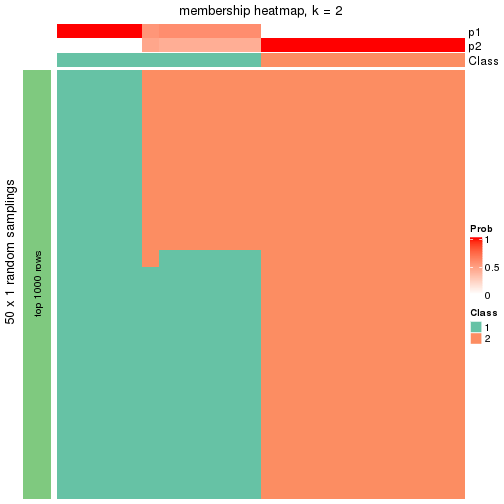 membership heatmap, k = 2
p1
p2
Class
50 x 1 random samplings
top 1000 rows
Prob
1
0.5
0
Class
1
2